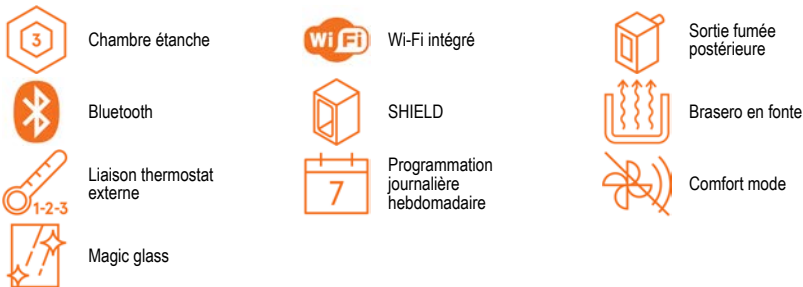 3
Chambre étanche
Wi Fi
Wi-Fi intégré
Sortie fumée
postérieure
Bluetooth
SHIELD
Brasero en fonte
1-2-3
Liaison thermostat
externe
7
Programmation
journalière
hebdomadaire
Comfort mode
Magic glass